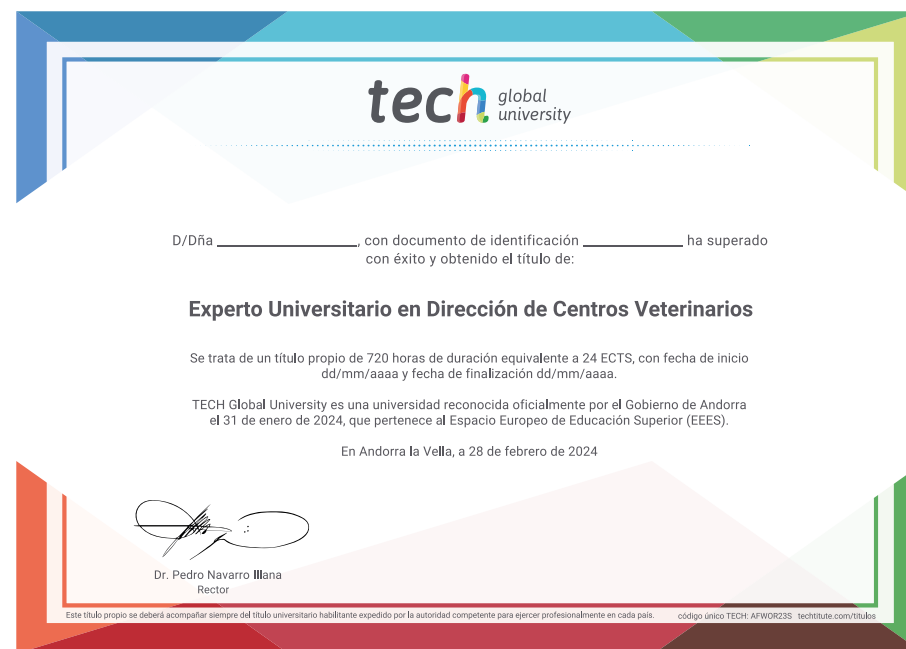 tech global university
D/Dña ____________________, con documento de identificación ______________ ha superado
con éxito y obtenido el título de:
Experto Universitario en Dirección de Centros Veterinarios
Se trata de un título propio de 720 horas de duración equivalente a 24 ECTS, con fecha de inicio
dd/mm/aaaa y fecha de finalización dd/mm/aaaa.
TECH Global University es una universidad reconocida oficialmente por el Gobierno de Andorra
el 31 de enero de 2024, que pertenece al Espacio Europeo de Educación Superior (EEES).
En Andorra la Vella, a 28 de febrero de 2024
Dr. Pedro Navarro Illana
Rector
Este título propio se deberá acompañar siempre del título universitario habilitante expedido por la autoridad competente para ejercer profesionalmente en cada país. código único TECH: AFWOR23S techtitute.com/titulos